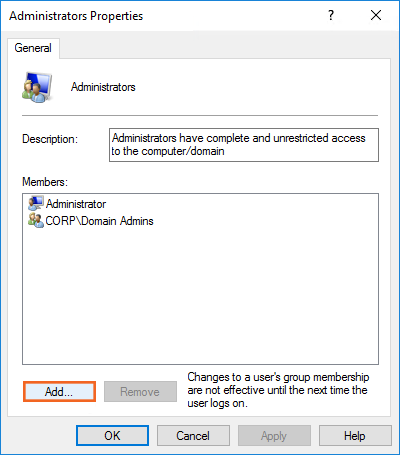 Administrators Properties
?
General
Administrators
Description:
Administrators have complete and unrestricted access
to the computer/domain
Members:
Administrator
CORP\Domain Admins
Add...
Remove
Changes to a user's group membership
are not effective until the next time the
user logs on.
OK
Cancel
Apply
Help